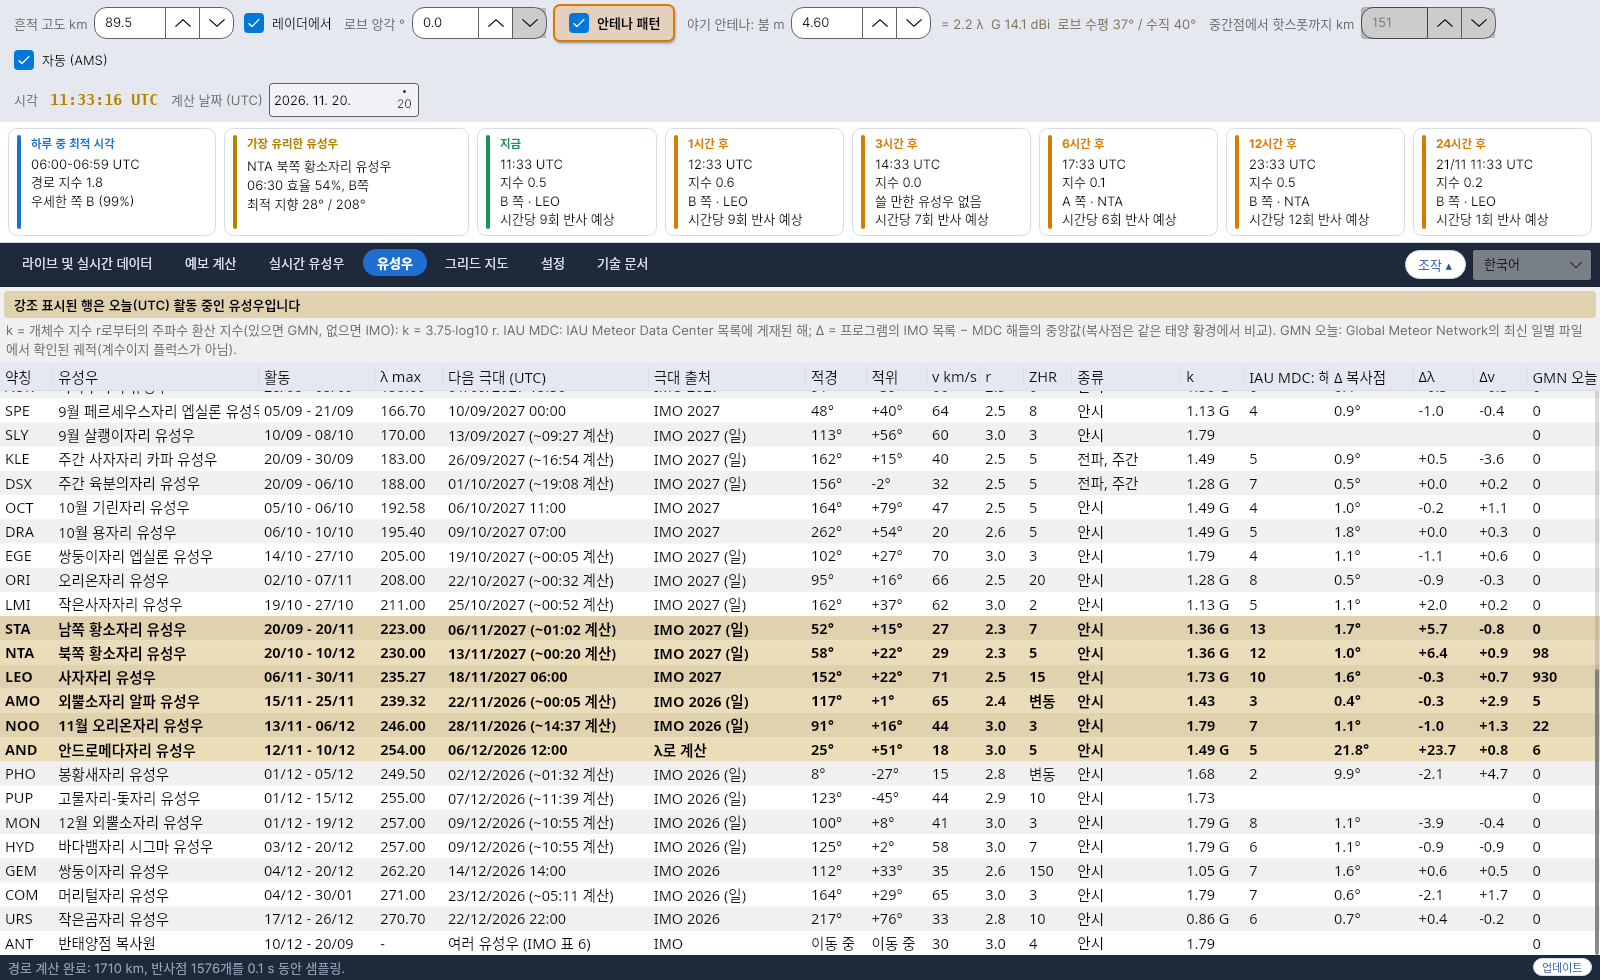 흔적 고도 km 89.5 레이더에서 로브 앙각 ° 0.0 안테나 패턴 야기 안테나: 붐 m 4.60 = 2.2 λ G 14.1 dBi 로브 수평 37° / 수직 40° 중간점에서 핫스폿까지 km 151
자동 (AMS)
시각 11:33:16 UTC 계산 날짜 (UTC) 2026. 11. 20. 20
하루 중 최적 시각
06:00-06:59 UTC
경로 지수 1.8
우세한 쪽 B (99%)
가장 유리한 유성우
NTA 북쪽 황소자리 유성우
06:30 효율 54%, B쪽
최적 지향 28° / 208°
지금
11:33 UTC
지수 0.5
B 쪽 · LEO
시간당 9회 반사 예상
1시간 후
12:33 UTC
지수 0.6
B 쪽 · LEO
시간당 9회 반사 예상
3시간 후
14:33 UTC
지수 0.0
쓸 만한 유성우 없음
시간당 7회 반사 예상
6시간 후
17:33 UTC
지수 0.1
A 쪽 · NTA
시간당 6회 반사 예상
12시간 후
23:33 UTC
지수 0.5
B 쪽 · NTA
시간당 12회 반사 예상
24시간 후
21/11 11:33 UTC
지수 0.2
B 쪽 · LEO
시간당 1회 반사 예상
라이브 및 실시간 데이터 예보 계산 실시간 유성우 유성우 그리드 지도 설정 기술 문서 조작 ▴ 한국어
강조 표시된 행은 오늘(UTC) 활동 중인 유성우입니다
k = 개체수 지수 r로부터의 주파수 환산 지수(있으면 GMN, 없으면 IMO): k = 3.75·log10 r. IAU MDC: IAU Meteor Data Center 목록에 게재된 해; Δ = 프로그램의 IMO 목록 − MDC 해들의 중앙값(복사점은 같은 태양 황경에서 비교). GMN 오늘: Global Meteor Network의 최신 일별 파일
에서 확인된 궤적(계수이지 플럭스가 아님).
약칭 유성우 활동 λ max 다음 극대 (UTC) 극대 출처 적경 적위 v km/s r ZHR 종류 k IAU MDC: 해 Δ 복사점 Δλ Δv GMN 오늘
SPE 9월 페르세우스자리 엡실론 유성우 05/09 - 21/09 166.70 10/09/2027 00:00 IMO 2027 48° +40° 64 2.5 8 안시 1.13 G 4 0.9° -1.0 -0.4 0
SLY 9월 살쾡이자리 유성우 10/09 - 08/10 170.00 13/09/2027 (~09:27 계산) IMO 2027 (일) 113° +56° 60 3.0 3 안시 1.79 0
KLE 주간 사자자리 카파 유성우 20/09 - 30/09 183.00 26/09/2027 (~16:54 계산) IMO 2027 (일) 162° +15° 40 2.5 5 전파, 주간 1.49 5 0.9° +0.5 -3.6 0
DSX 주간 육분의자리 유성우 20/09 - 06/10 188.00 01/10/2027 (~19:08 계산) IMO 2027 (일) 156° -2° 32 2.5 5 전파, 주간 1.28 G 7 0.5° +0.0 +0.2 0
OCT 10월 기린자리 유성우 05/10 - 06/10 192.58 06/10/2027 11:00 IMO 2027 164° +79° 47 2.5 5 안시 1.49 G 4 1.0° -0.2 +1.1 0
DRA 10월 용자리 유성우 06/10 - 10/10 195.40 09/10/2027 07:00 IMO 2027 262° +54° 20 2.6 5 안시 1.49 G 5 1.8° +0.0 +0.3 0
EGE 쌍둥이자리 엡실론 유성우 14/10 - 27/10 205.00 19/10/2027 (~00:05 계산) IMO 2027 (일) 102° +27° 70 3.0 3 안시 1.79 4 1.1° -1.1 +0.6 0
ORI 오리온자리 유성우 02/10 - 07/11 208.00 22/10/2027 (~00:32 계산) IMO 2027 (일) 95° +16° 66 2.5 20 안시 1.28 G 8 0.5° -0.9 -0.3 0
LMI 작은사자자리 유성우 19/10 - 27/10 211.00 25/10/2027 (~00:52 계산) IMO 2027 (일) 162° +37° 62 3.0 2 안시 1.13 G 5 1.1° +2.0 +0.2 0
STA 남쪽 황소자리 유성우 20/09 - 20/11 223.00 06/11/2027 (~01:02 계산) IMO 2027 (일) 52° +15° 27 2.3 7 안시 1.36 G 13 1.7° +5.7 -0.8 0
NTA 북쪽 황소자리 유성우 20/10 - 10/12 230.00 13/11/2027 (~00:20 계산) IMO 2027 (일) 58° +22° 29 2.3 5 안시 1.36 G 12 1.0° +6.4 +0.9 98
LEO 사자자리 유성우 06/11 - 30/11 235.27 18/11/2027 06:00 IMO 2027 152° +22° 71 2.5 15 안시 1.73 G 10 1.6° -0.3 +0.7 930
AMO 외뿔소자리 알파 유성우 15/11 - 25/11 239.32 22/11/2026 (~00:05 계산) IMO 2026 (일) 117° +1° 65 2.4 변동 안시 1.43 3 0.4° -0.3 +2.9 5
NOO 11월 오리온자리 유성우 13/11 - 06/12 246.00 28/11/2026 (~14:37 계산) IMO 2026 (일) 91° +16° 44 3.0 3 안시 1.79 7 1.1° -1.0 +1.3 22
AND 안드로메다자리 유성우 12/11 - 10/12 254.00 06/12/2026 12:00 λ로 계산 25° +51° 18 3.0 5 안시 1.49 G 5 21.8° +23.7 +0.8 6
PHO 봉황새자리 유성우 01/12 - 05/12 249.50 02/12/2026 (~01:32 계산) IMO 2026 (일) 8° -27° 15 2.8 변동 안시 1.68 2 9.9° -2.1 +4.7 0
PUP 고물자리-돛자리 유성우 01/12 - 15/12 255.00 07/12/2026 (~11:39 계산) IMO 2026 (일) 123° -45° 44 2.9 10 안시 1.73 0
MON 12월 외뿔소자리 유성우 01/12 - 19/12 257.00 09/12/2026 (~10:55 계산) IMO 2026 (일) 100° +8° 41 3.0 3 안시 1.79 G 8 1.1° -3.9 -0.4 0
HYD 바다뱀자리 시그마 유성우 03/12 - 20/12 257.00 09/12/2026 (~10:55 계산) IMO 2026 (일) 125° +2° 58 3.0 7 안시 1.79 G 6 1.1° -0.9 -0.9 0
GEM 쌍둥이자리 유성우 04/12 - 20/12 262.20 14/12/2026 14:00 IMO 2026 112° +33° 35 2.6 150 안시 1.05 G 7 1.6° +0.6 +0.5 0
COM 머리털자리 유성우 04/12 - 30/01 271.00 23/12/2026 (~05:11 계산) IMO 2026 (일) 164° +29° 65 3.0 3 안시 1.79 7 0.6° -2.1 +1.7 0
URS 작은곰자리 유성우 17/12 - 26/12 270.70 22/12/2026 22:00 IMO 2026 217° +76° 33 2.8 10 안시 0.86 G 6 0.7° +0.4 -0.2 0
ANT 반태양점 복사원 10/12 - 20/09 - 여러 유성우 (IMO 표 6) IMO 이동 중 이동 중 30 3.0 4 안시 1.79 0
경로 계산 완료: 1710 km, 반사점 1576개를 0.1 s 동안 샘플링. 업데이트